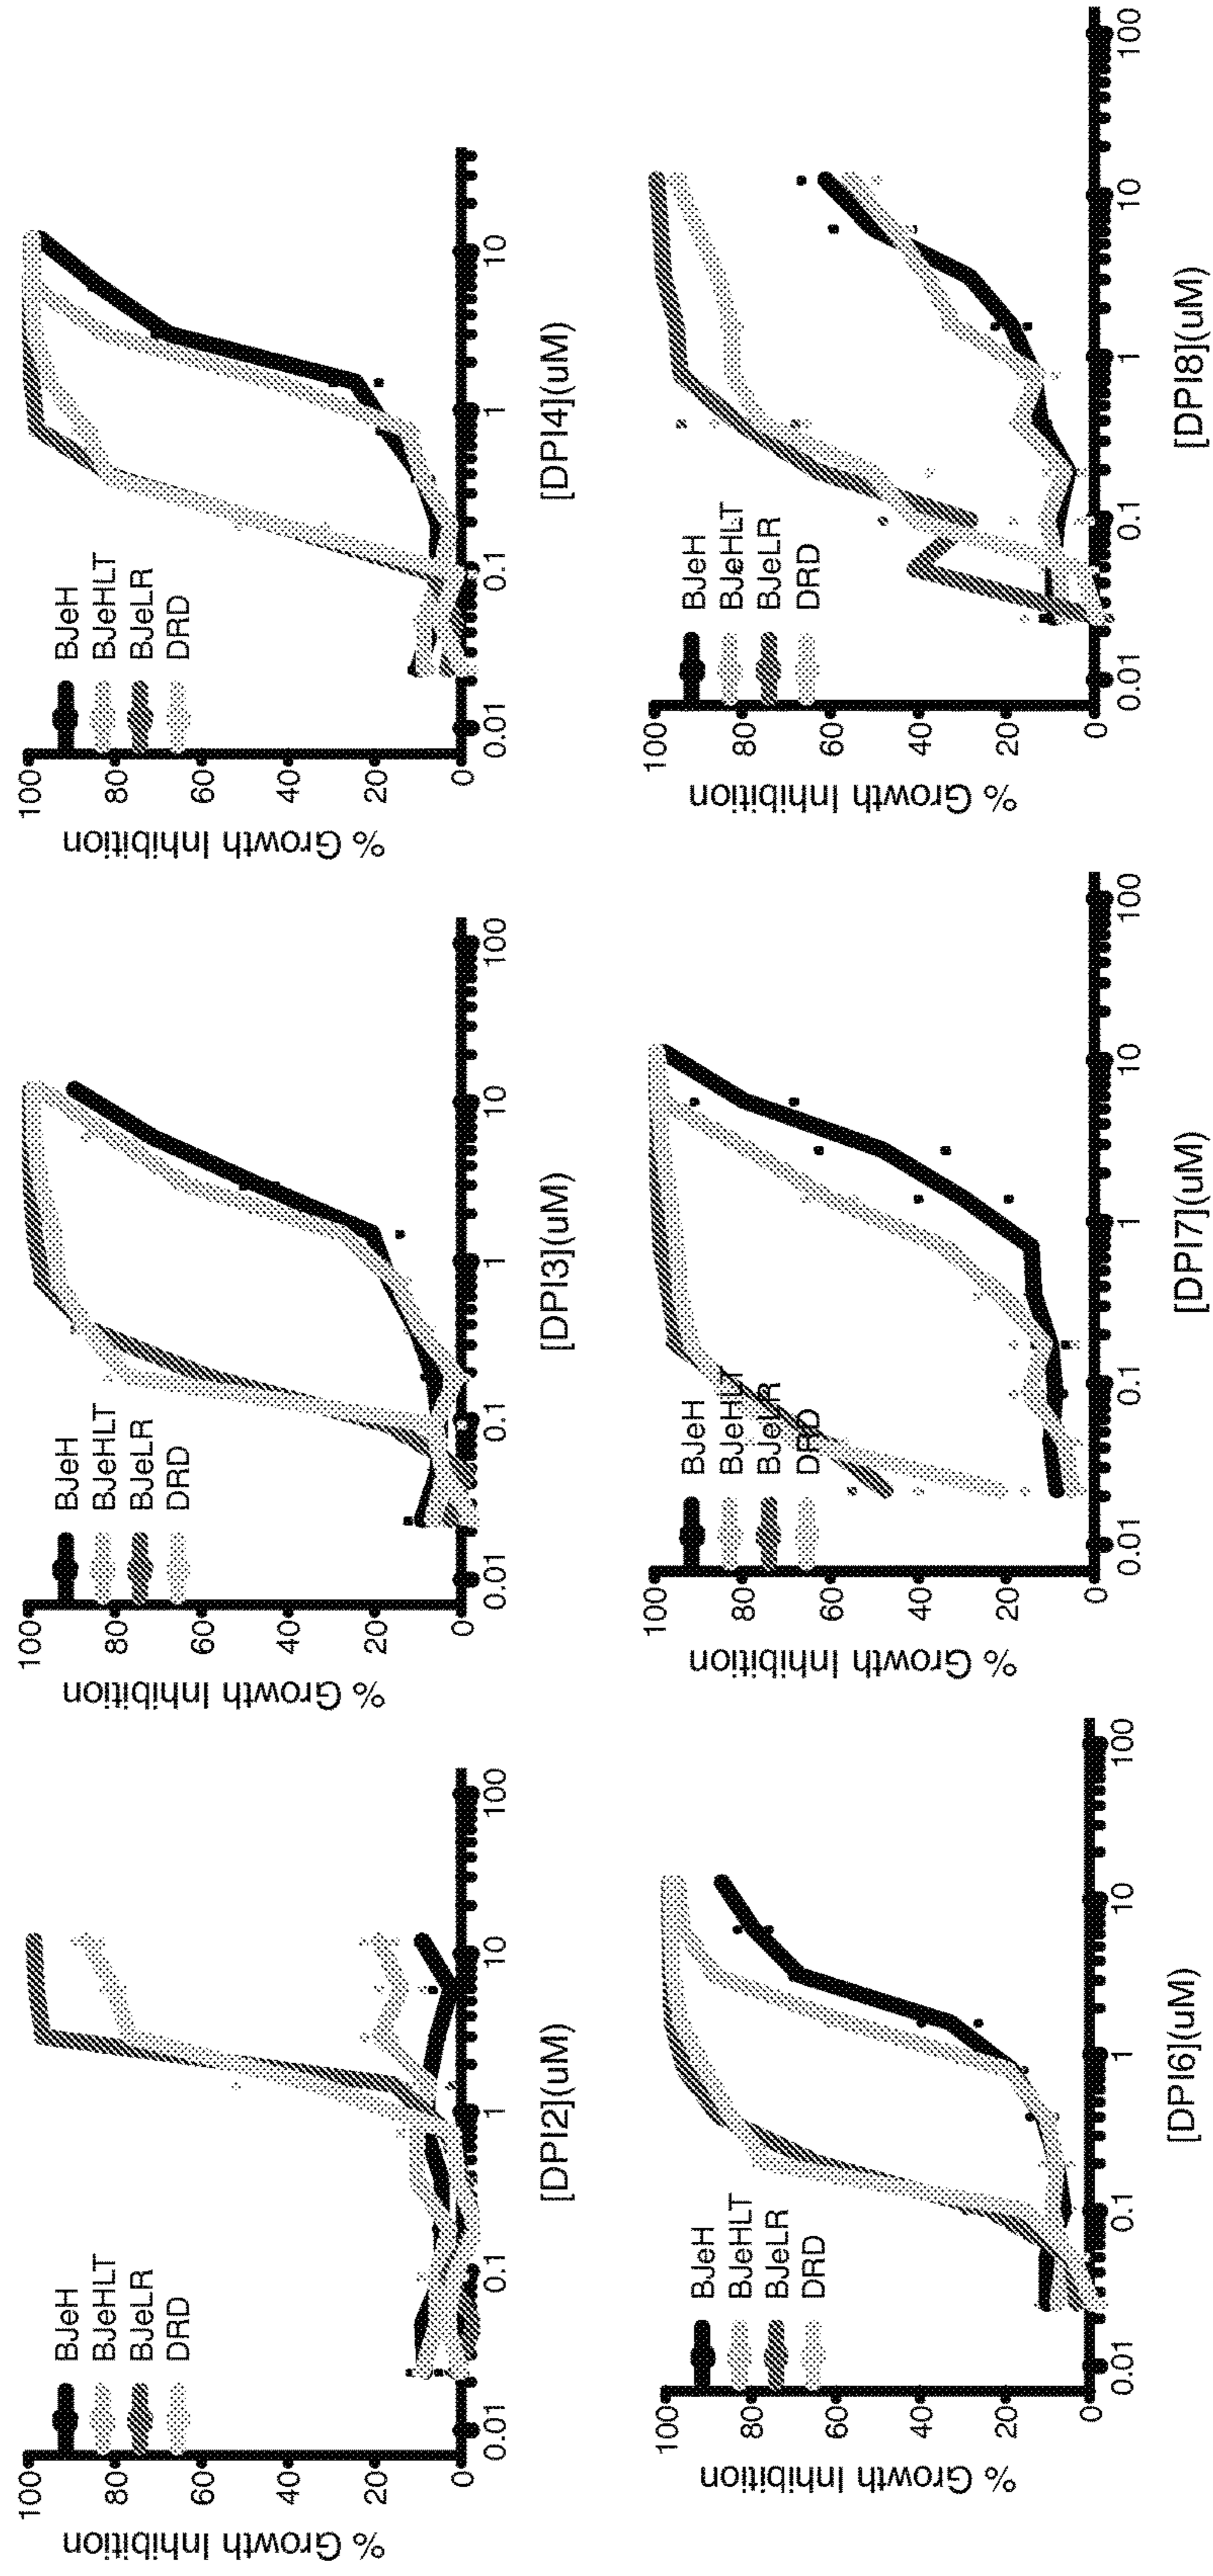 % Growth Inhibition
100
80
60
40
20
0
BJeH
BJeHLT
BJeLR
DRD
0.01 0.1 1 10 100
[DPI2](uM)
% Growth Inhibition
100
80
60
40
20
0
BJeH
BJeHLT
BJeLR
DRD
0.01 0.1 1 10 100
[DPI3](uM)
% Growth Inhibition
100
80
60
40
20
0
BJeH
BJeHLT
BJeLR
DRD
0.01 0.1 1 10
[DPI4](uM)
% Growth Inhibition
100
80
60
40
20
0
BJeH
BJeHLT
BJeLR
DRD
0.01 0.1 1 10 100
[DPI6](uM)
% Growth Inhibition
100
80
60
40
20
0
BJeH
BJeHLT
BJeLR
DRD
0.01 0.1 1 10 100
[DPI7](uM)
% Growth Inhibition
100
80
60
40
20
0
BJeH
BJeHLT
BJeLR
DRD
0.01 0.1 1 10 100
[DPI8](uM)